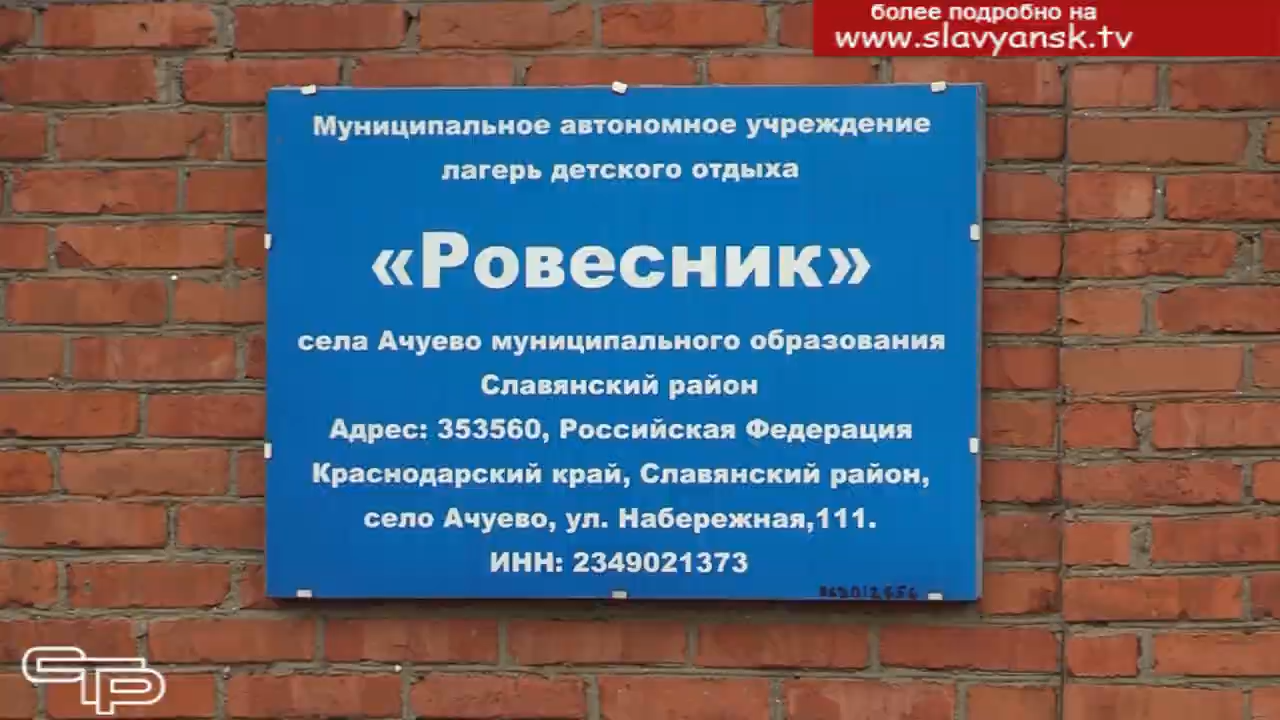 более подробно на
www.slavyansk.tv
Муниципальное автономное учреждение
лагерь детского отдыха
«Ровесник»
села Ачуево муниципального образования
Славянский район
Адрес: 353560, Российская Федерация
Краснодарский край, Славянский район,
село Ачуево, ул. Набережная,111.
ИНН: 2349021373
СТР